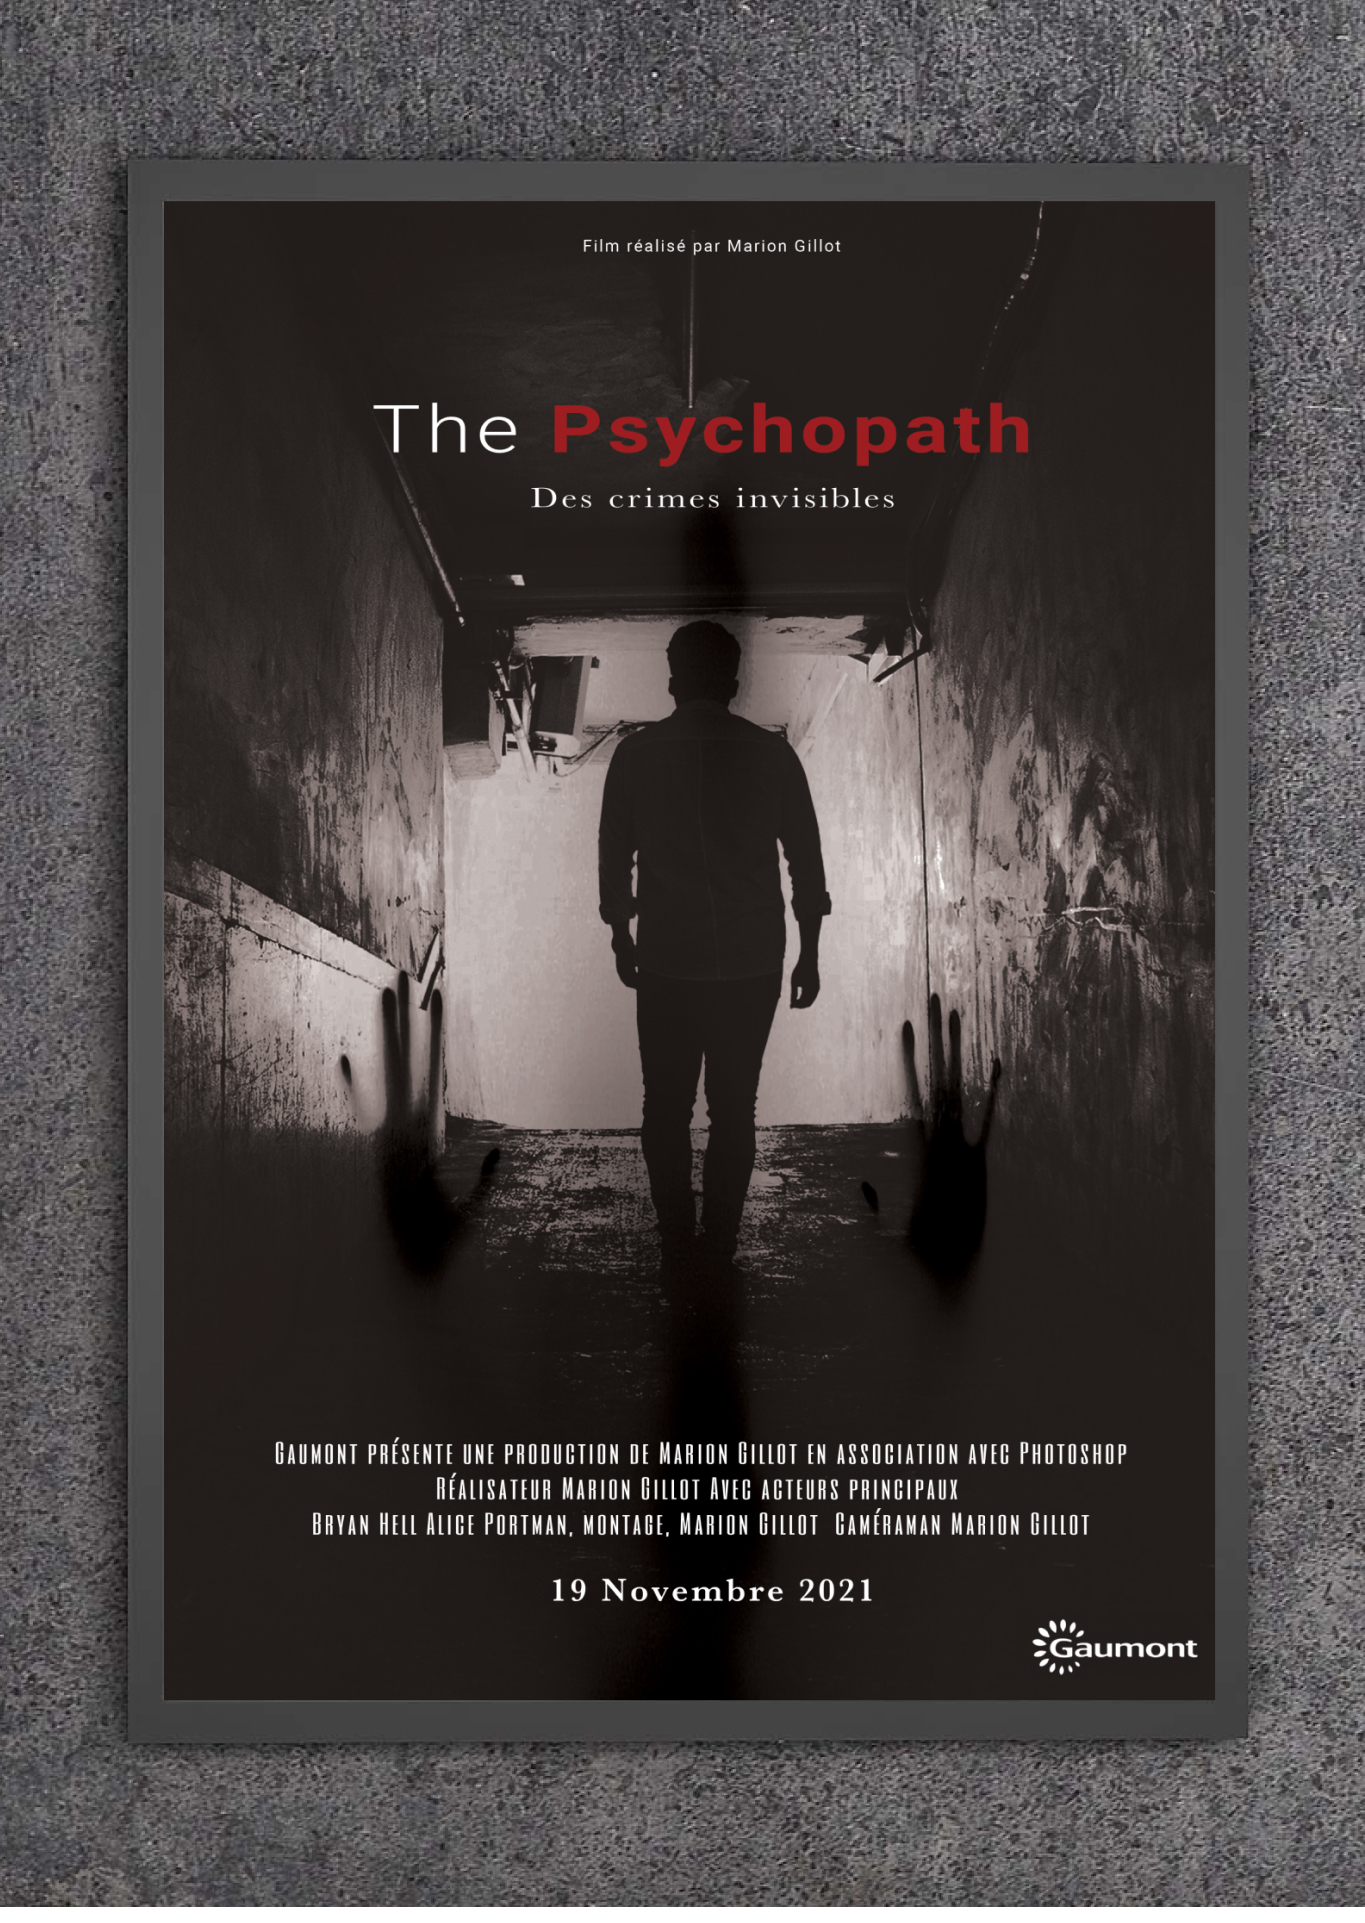 Film réalisé par Marion Gillot
The Psychopath
Des crimes invisibles
GAUMONT PRÉSENTE UNE PRODUCTION DE MARION GILLOT EN ASSOCIATION AVEC PHOTOSHOP
RÉALISATEUR MARION GILLOT AVEC ACTEURS PRINCIPAUX
BRYAN HELL ALICE PORTMAN, MONTAGE, MARION GILLOT CAMÉRAMAN MARION GILLOT
19 Novembre 2021
Gaumont